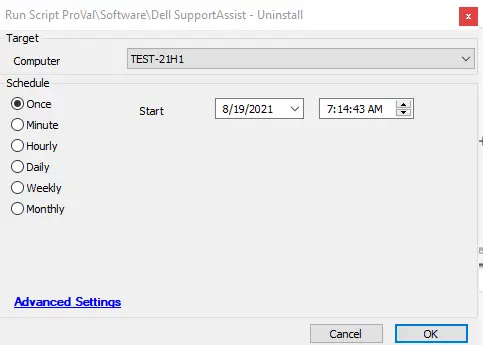 Run Script ProVal\Software\Dell SupportAssist - Uninstall
x
Target
Computer TEST-21H1
Schedule
Once Start 8/19/2021 7:14:43 AM
Minute
Hourly
Daily
Weekly
Monthly
Advanced Settings
Cancel OK